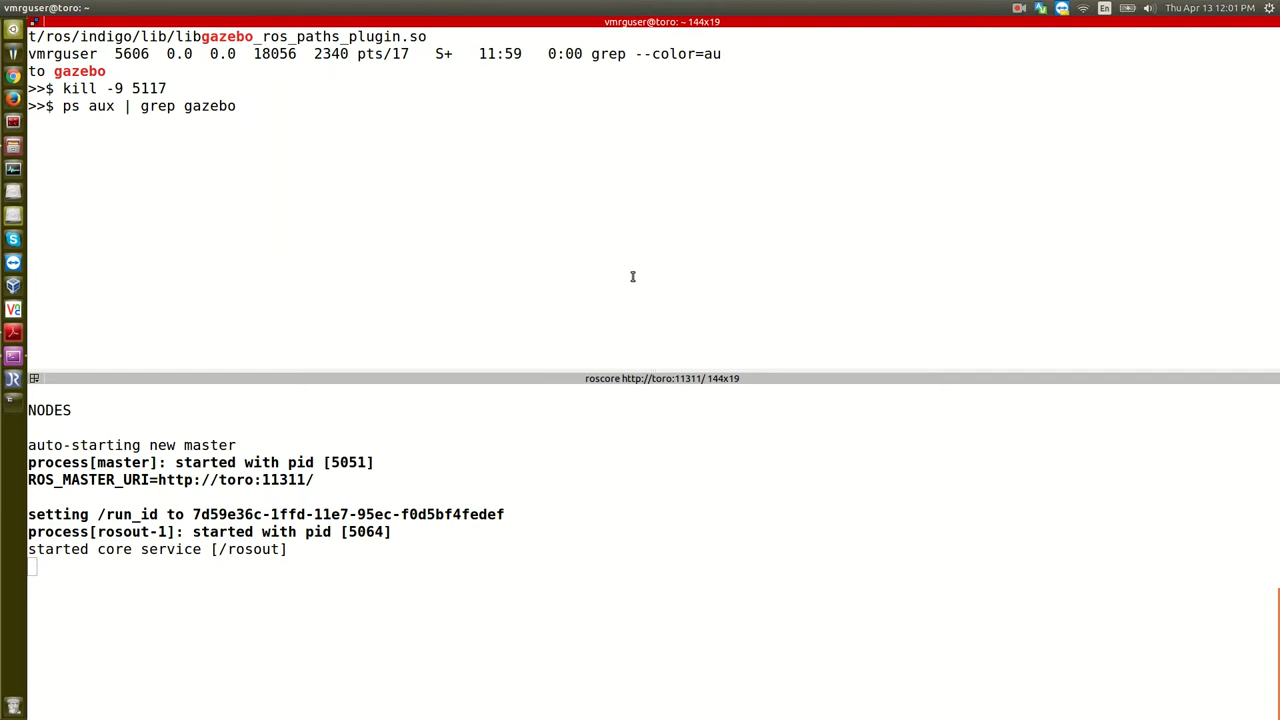 vmrguser@toro: ~
En
Thu Apr 13 12:01 PM
vmrguser@toro: ~ 144x19
t/ros/indigo/lib/libgazebo_ros_paths_plugin.so
vmrguser  5606  0.0  0.0  18056  2340 pts/17   S+   11:59   0:00 grep --color=au
to gazebo
>>$ kill -9 5117
>>$ ps aux | grep gazebo
roscore http://toro:11311/ 144x19
NODES
auto-starting new master
process[master]: started with pid [5051]
ROS_MASTER_URI=http://toro:11311/
setting /run_id to 7d59e36c-1ffd-11e7-95ec-f0d5bf4fedef
process[rosout-1]: started with pid [5064]
started core service [/rosout]